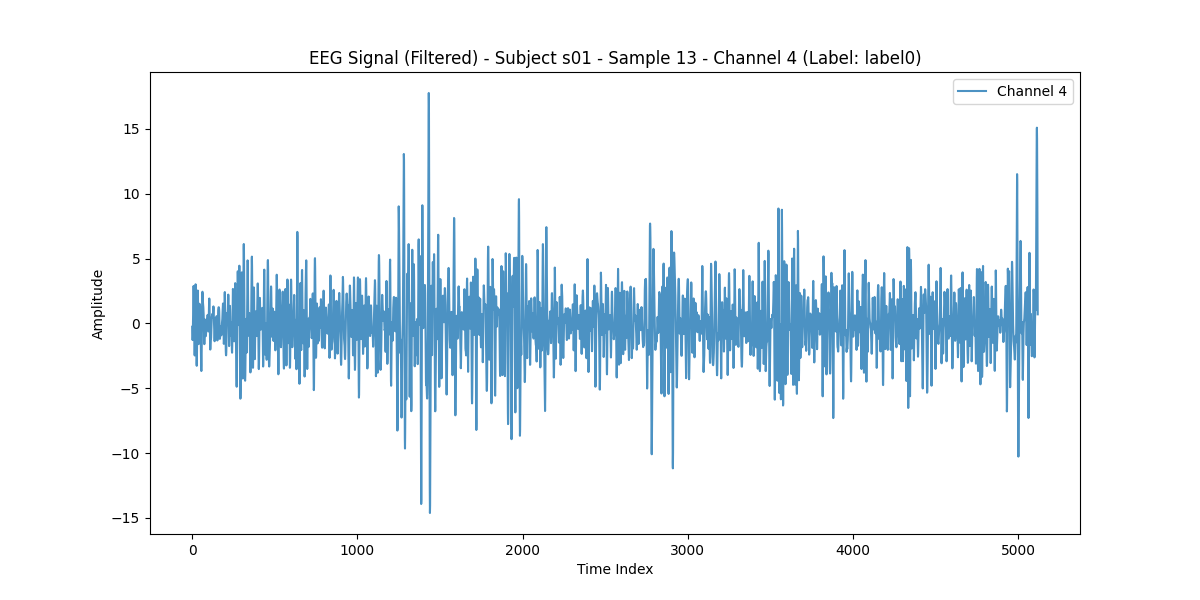 EEG Signal (Filtered) - Subject s01 - Sample 13 - Channel 4 (Label: label0)
Channel 4
15
10
5
0
−5
−10
−15
Amplitude
0 1000 2000 3000 4000 5000
Time Index